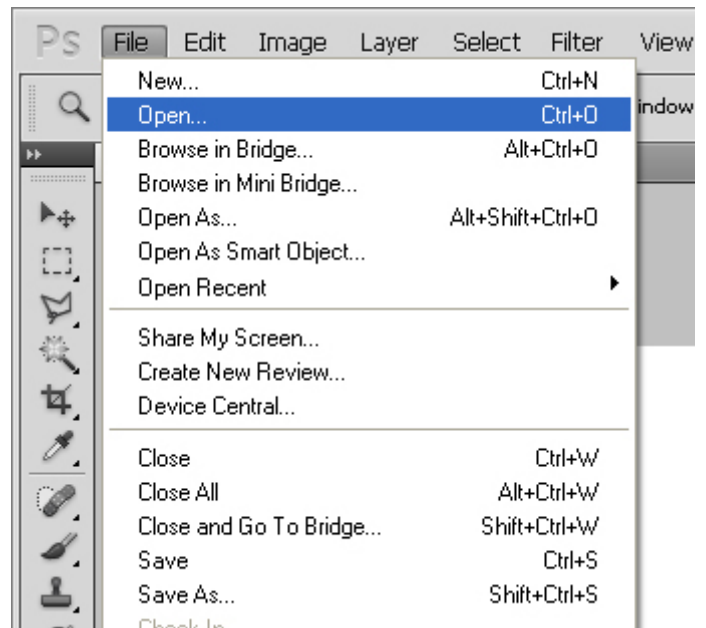 Ps File Edit Image Layer Select Filter View
New... Ctrl+N
Open... Ctrl+O
indow
Browse in Bridge... Alt+Ctrl+O
Browse in Mini Bridge...
Open As... Alt+Shift+Ctrl+O
Open As Smart Object...
Open Recent
Share My Screen...
Create New Review...
Device Central...
Close Ctrl+W
Close All Alt+Ctrl+W
Close and Go To Bridge... Shift+Ctrl+W
Save Ctrl+S
Save As... Shift+Ctrl+S
Check In